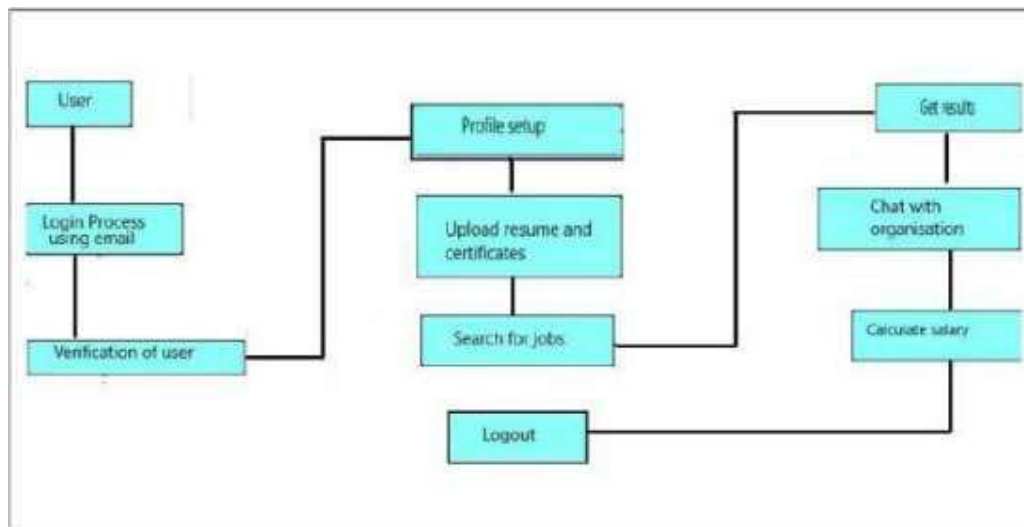 User
Login Process
using email
Verification of user
Profile setup
Upload resume and
certificates
Search for jobs
Get results
Chat with
organisation
Calculate salary
Logout